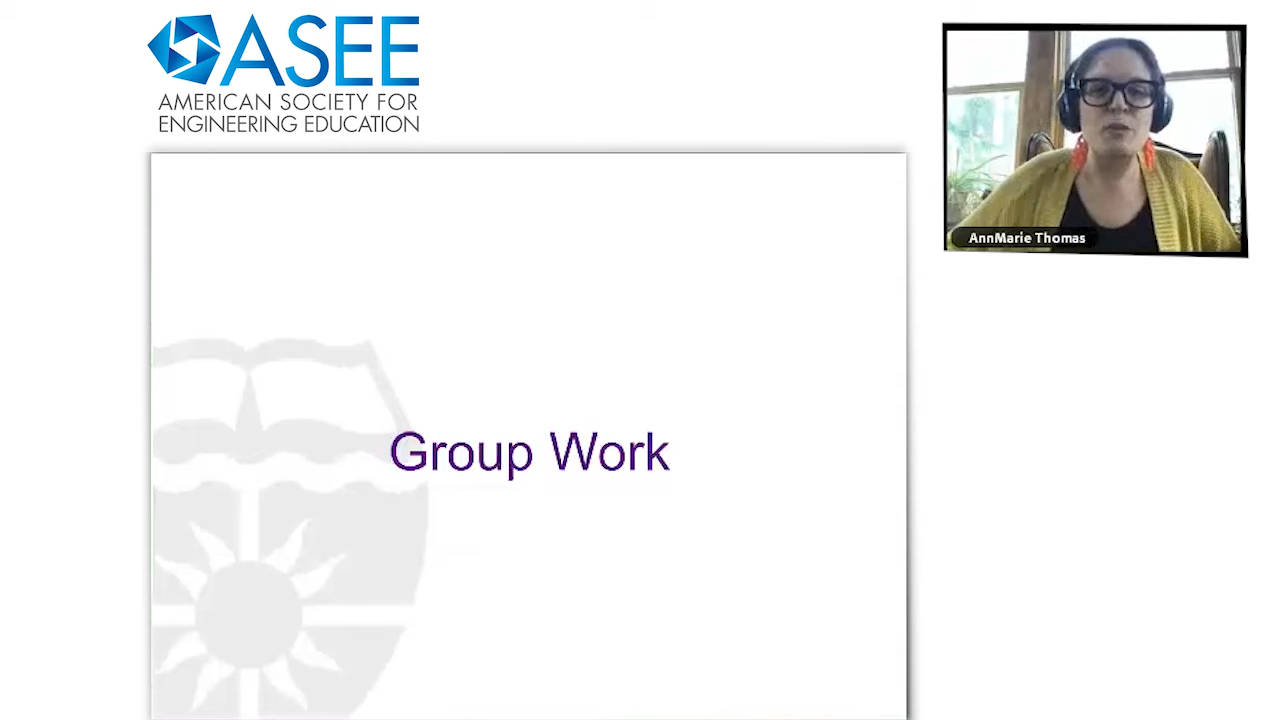 ASEE
AMERICAN SOCIETY FOR
ENGINEERING EDUCATION
AnnMarie Thomas
Group Work